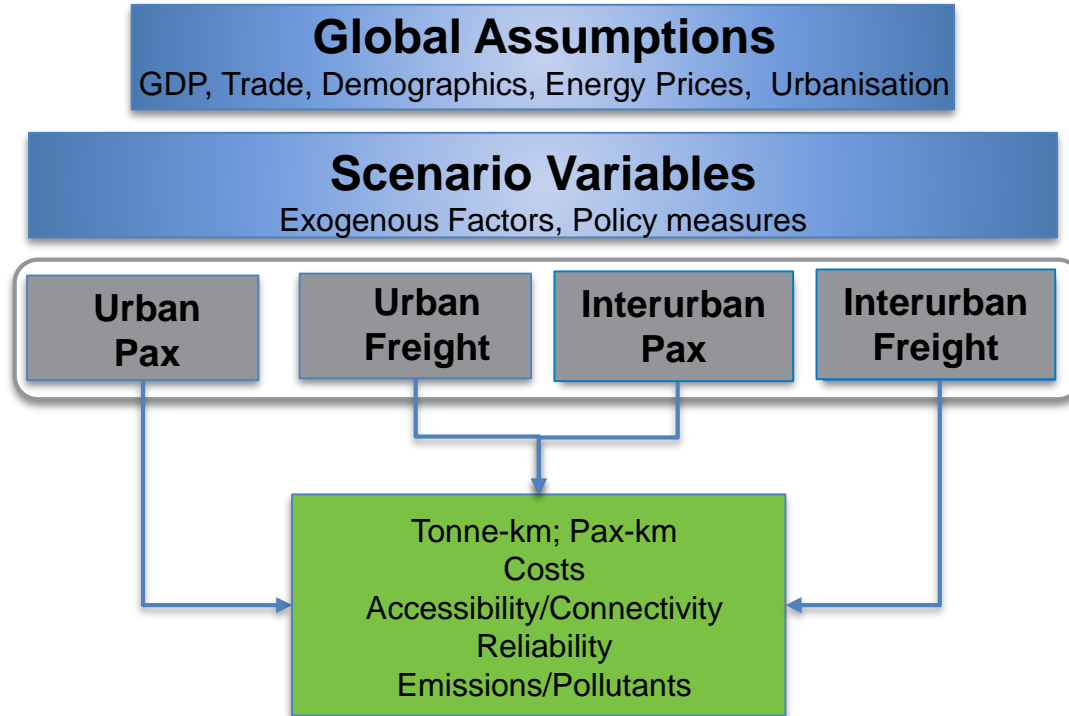 Global Assumptions
GDP, Trade, Demographics, Energy Prices, Urbanisation
Scenario Variables
Exogenous Factors, Policy measures
Urban
Pax
Urban
Freight
Interurban
Pax
Interurban
Freight
Tonne-km; Pax-km
Costs
Accessibility/Connectivity
Reliability
Emissions/Pollutants